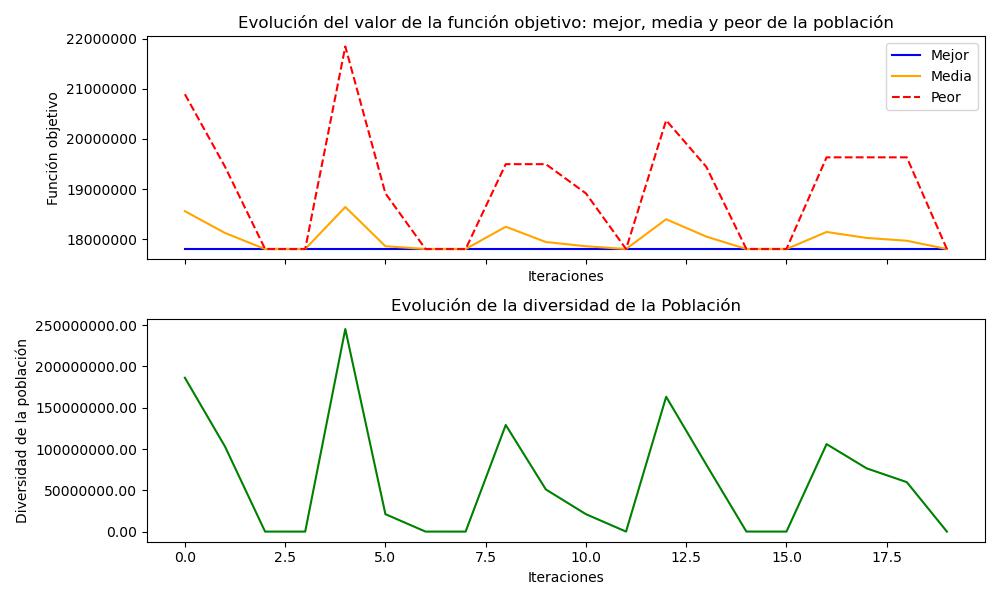 Evolución del valor de la función objetivo: mejor, media y peor de la población
22000000
21000000
20000000
19000000
18000000
Función objetivo
Mejor
Media
Peor
Iteraciones
Evolución de la diversidad de la Población
250000000.00
200000000.00
150000000.00
100000000.00
50000000.00
0.00
Diversidad de la población
0.0 2.5 5.0 7.5 10.0 12.5 15.0 17.5
Iteraciones